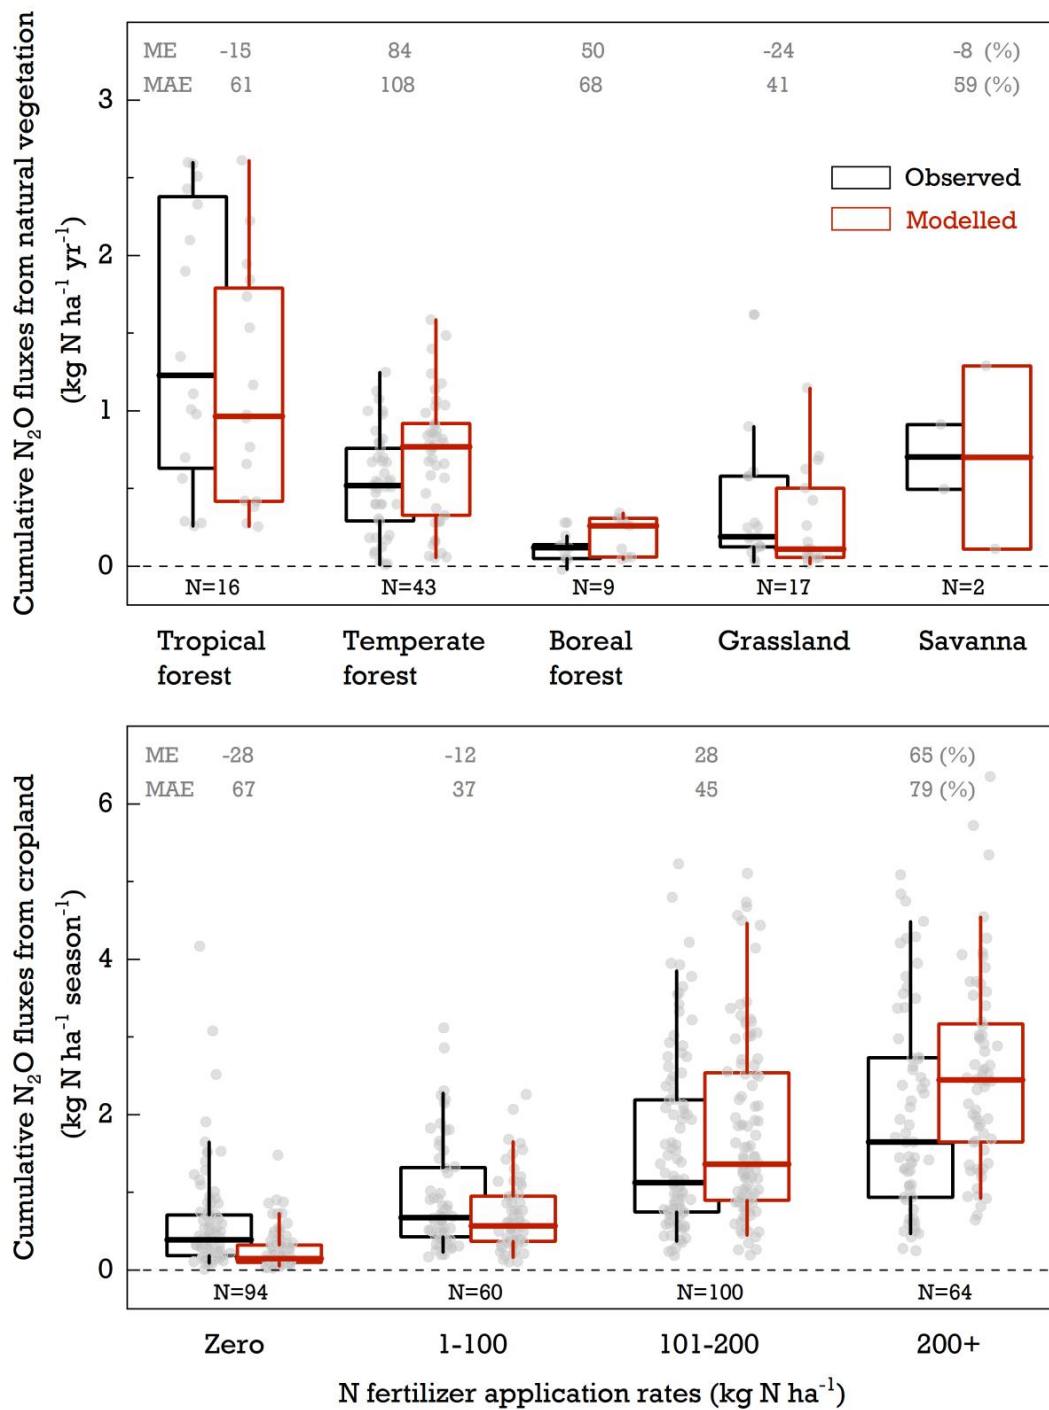 Cumulative N₂O fluxes from natural vegetation
(kg N ha⁻¹ yr⁻¹)
ME -15 84 50 -24 -8 (%)
MAE 61 108 68 41 59 (%)
3
2
1
0
Observed
Modelled
N=16 N=43 N=9 N=17 N=2
Tropical forest
Temperate forest
Boreal forest
Grassland
Savanna
Cumulative N₂O fluxes from cropland
(kg N ha⁻¹ season⁻¹)
ME -28 -12 28 65 (%)
MAE 67 37 45 79 (%)
6
4
2
0
N=94 N=60 N=100 N=64
Zero 1-100 101-200 200+
N fertilizer application rates (kg N ha⁻¹)